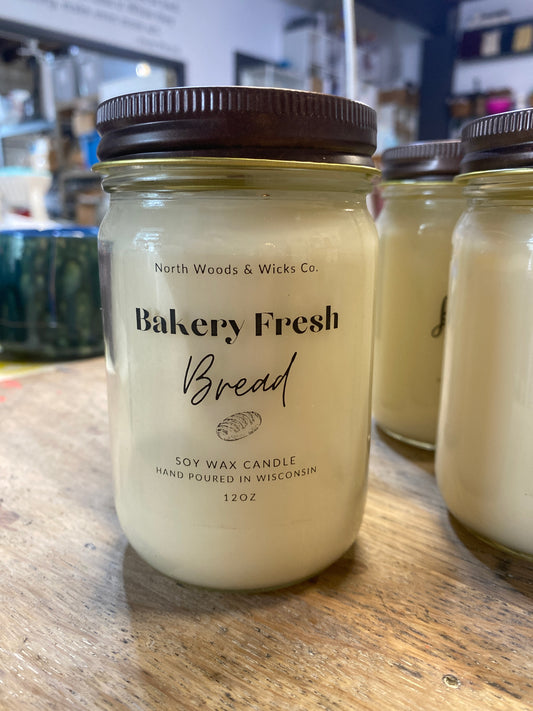 North Woods & Wicks Co.
Bakery Fresh
Bread
SOY WAX CANDLE
HAND POURED IN WISCONSIN
12OZ